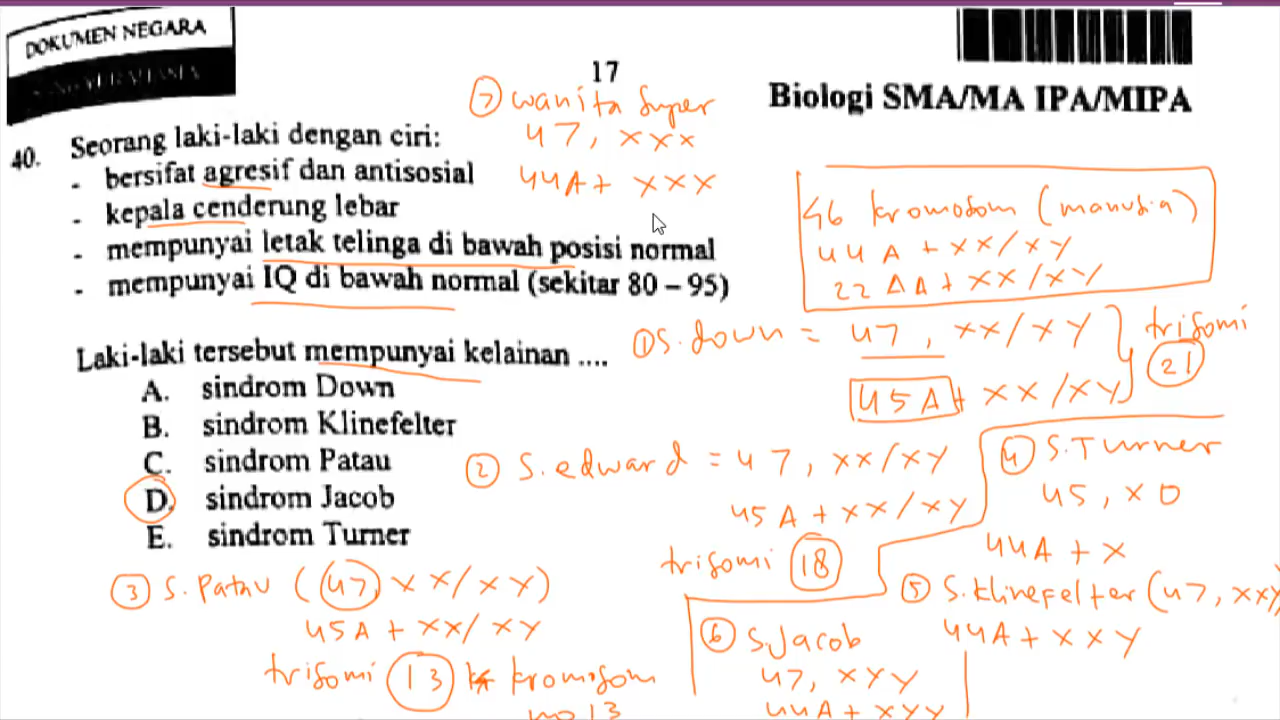 DOKUMEN NEGARA
17
Biologi SMA/MA IPA/MIPA
40. Seorang laki-laki dengan ciri:
- bersifat agresif dan antisosial
- kepala cenderung lebar
- mempunyai letak telinga di bawah posisi normal
- mempunyai IQ di bawah normal (sekitar 80 – 95)
Laki-laki tersebut mempunyai kelainan ....
A. sindrom Down
B. sindrom Klinefelter
C. sindrom Patau
D. sindrom Jacob
E. sindrom Turner
7 wanita super
47, XXX
44A + XXX
46 kromosom (manusia)
44 A + XX/XY
22 AA + XX/XY
1 S. down = 47, XX/XY
45A + XX/XY
trisomi
21
2 S. edward = 47, XX/XY
45A + XX/XY
trisomi 18
3 S. Patau (47, XX/XY)
45A + XX/XY
trisomi 13 kromosom
no 13
4 S. Turner
45, XO
44A + X
5 S. Klinefelter (47, XXY
44A + XXY
6 S. Jacob
47, XYY
44A + XYY